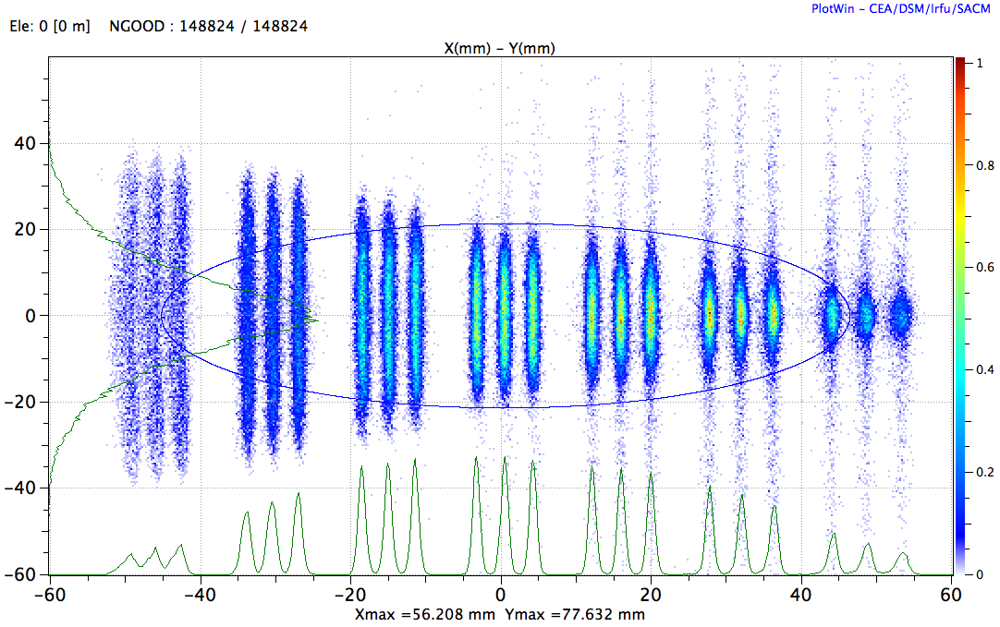 PlotWin - CEA/DSM/Irfu/SACM
Ele: 0 [0 m] NGOOD : 148824 / 148824
X(mm) - Y(mm)
1
0.8
0.6
0.4
0.2
0
40
20
0
-20
-40
-60
-60 -40 -20 0 20 40 60
Xmax =56.208 mm Ymax =77.632 mm